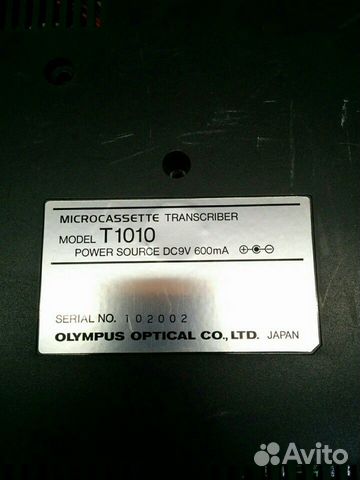 MICROCASSETTE TRANSCRIBER
MODEL T1010
POWER SOURCE DC9V 600mA
SERIAL NO. 102002
OLYMPUS OPTICAL CO.,LTD. JAPAN
Avito